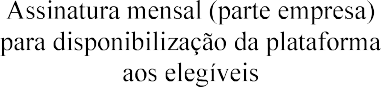 Assinatura mensal (parte empresa)
para disponibilização da plataforma
aos elegíveis